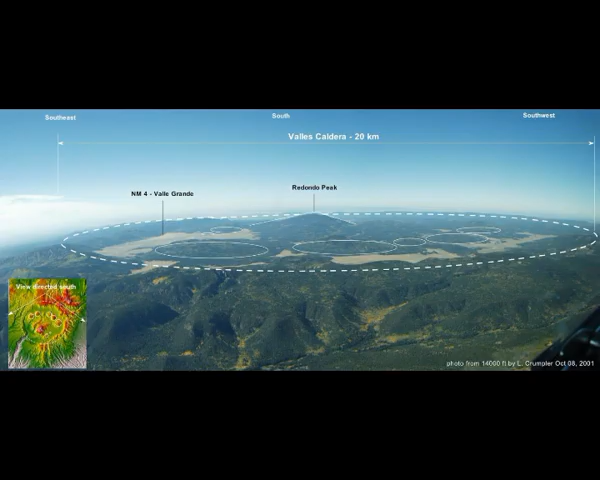 Southeast
South
Southwest
Valles Caldera - 20 km
NM 4 - Valle Grande
Redondo Peak
View directed south
photo from 14000 ft by L. Crumpler Oct 08, 2001